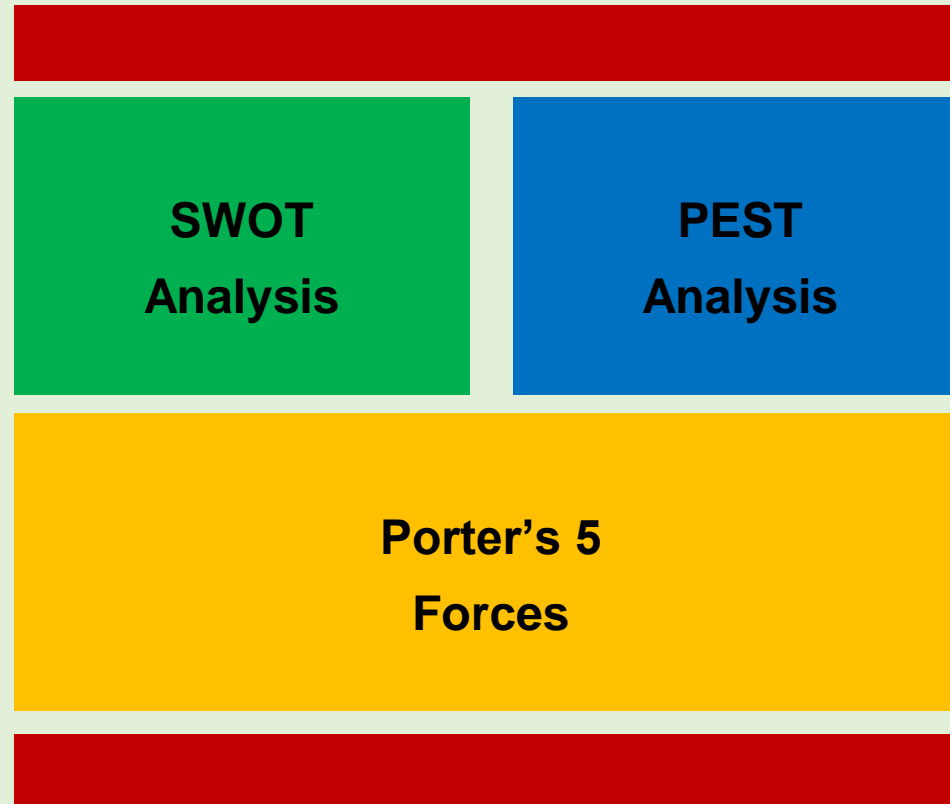 SWOT
Analysis
PEST
Analysis
Porter’s 5
Forces